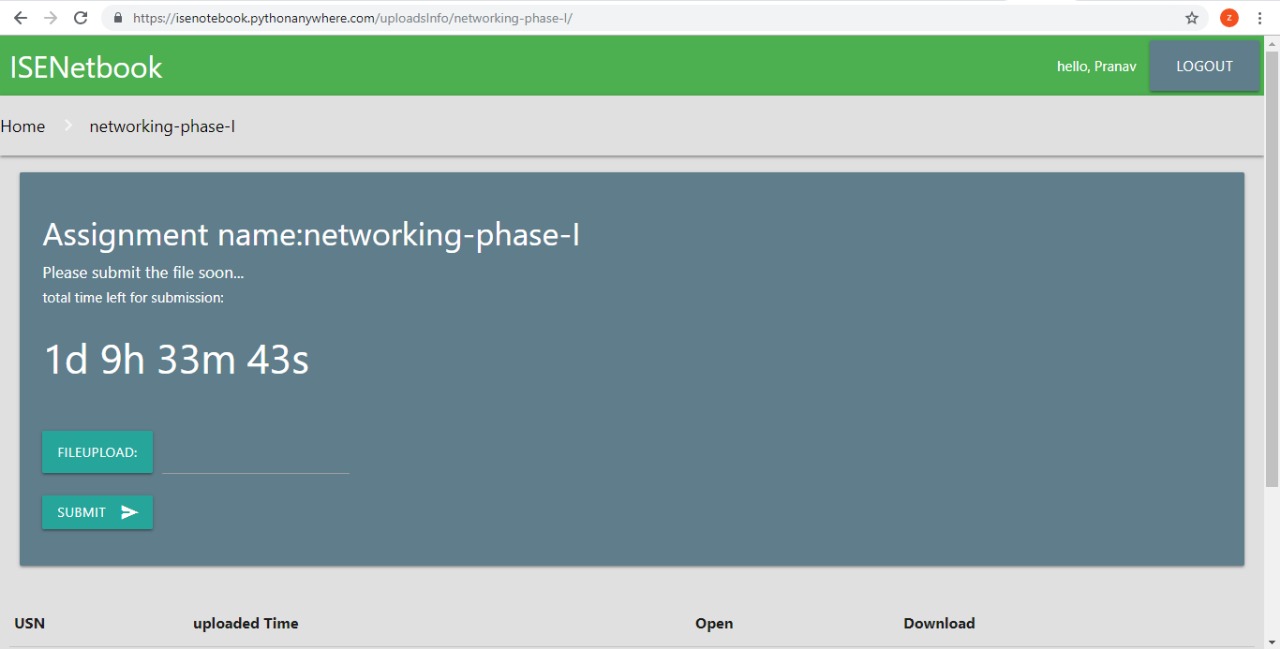 https://isenotebook.pythonanywhere.com/uploadsInfo/networking-phase-I/
z
ISENetbook
hello, Pranav
LOGOUT
Home
networking-phase-I
Assignment name:networking-phase-I
Please submit the file soon...
total time left for submission:
1d 9h 33m 43s
FILEUPLOAD:
SUBMIT
USN uploaded Time Open Download